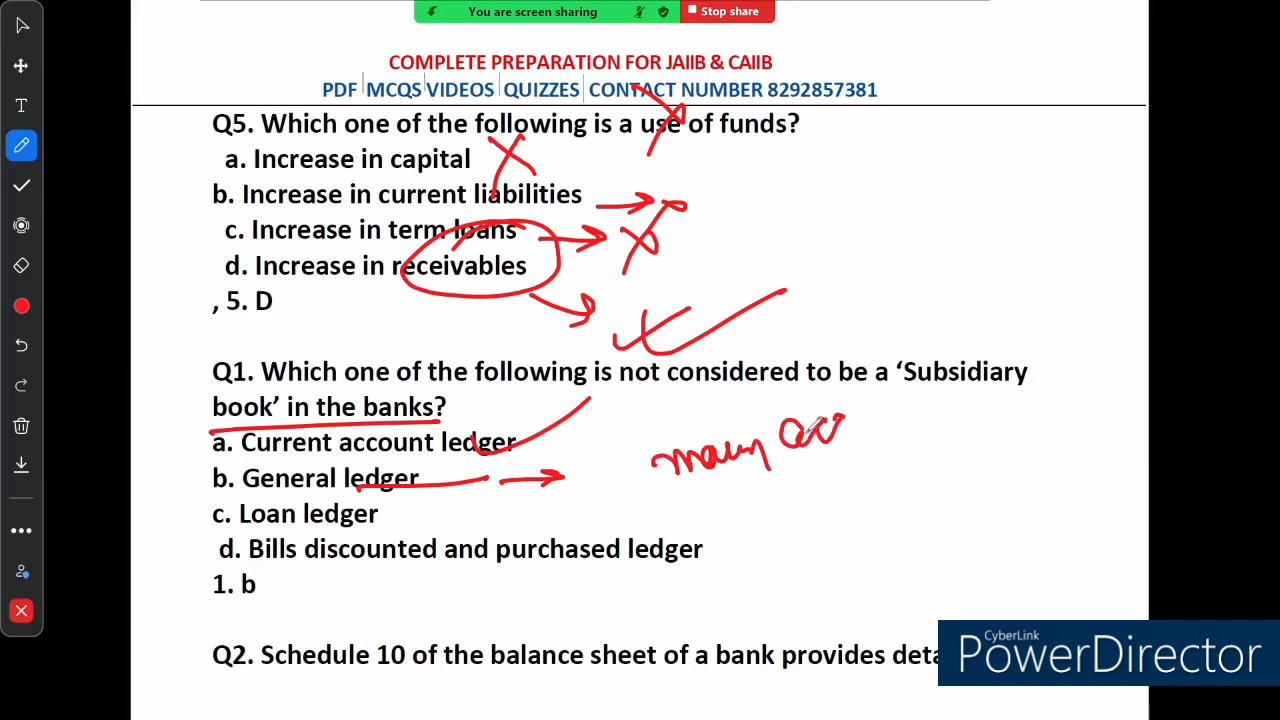 You are screen sharing Stop share
COMPLETE PREPARATION FOR JAIIB & CAIIB
PDF MCQS VIDEOS QUIZZES CONTACT NUMBER 8292857381
Q5. Which one of the following is a use of funds?
a. Increase in capital
b. Increase in current liabilities
c. Increase in term loans
d. Increase in receivables
, 5. D
Q1. Which one of the following is not considered to be a ‘Subsidiary
book’ in the banks?
a. Current account ledger
b. General ledger
c. Loan ledger
d. Bills discounted and purchased ledger
1. b
Q2. Schedule 10 of the balance sheet of a bank provides
CyberLink
PowerDirector